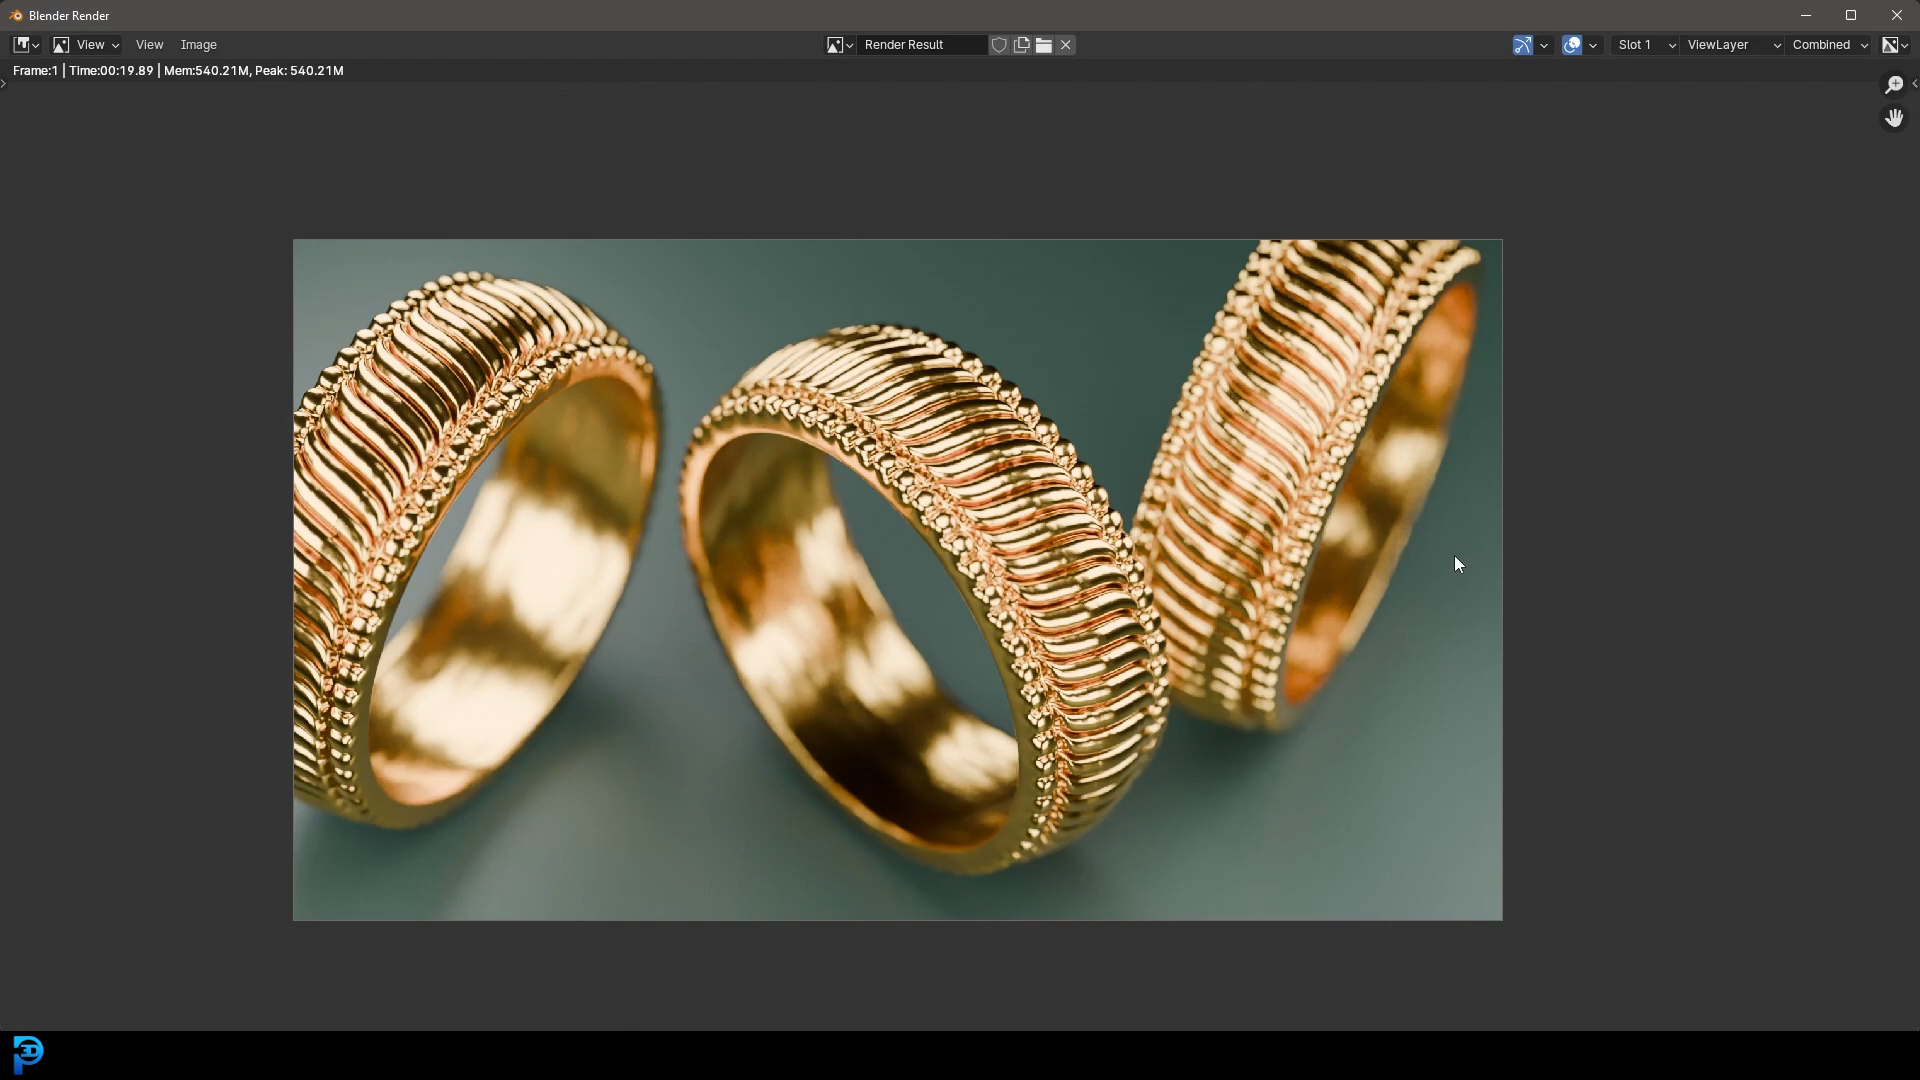 Blender Render
View View Image Render Result Slot 1 ViewLayer Combined
Frame:1 | Time:00:19.89 | Mem:540.21M, Peak: 540.21M
P3D